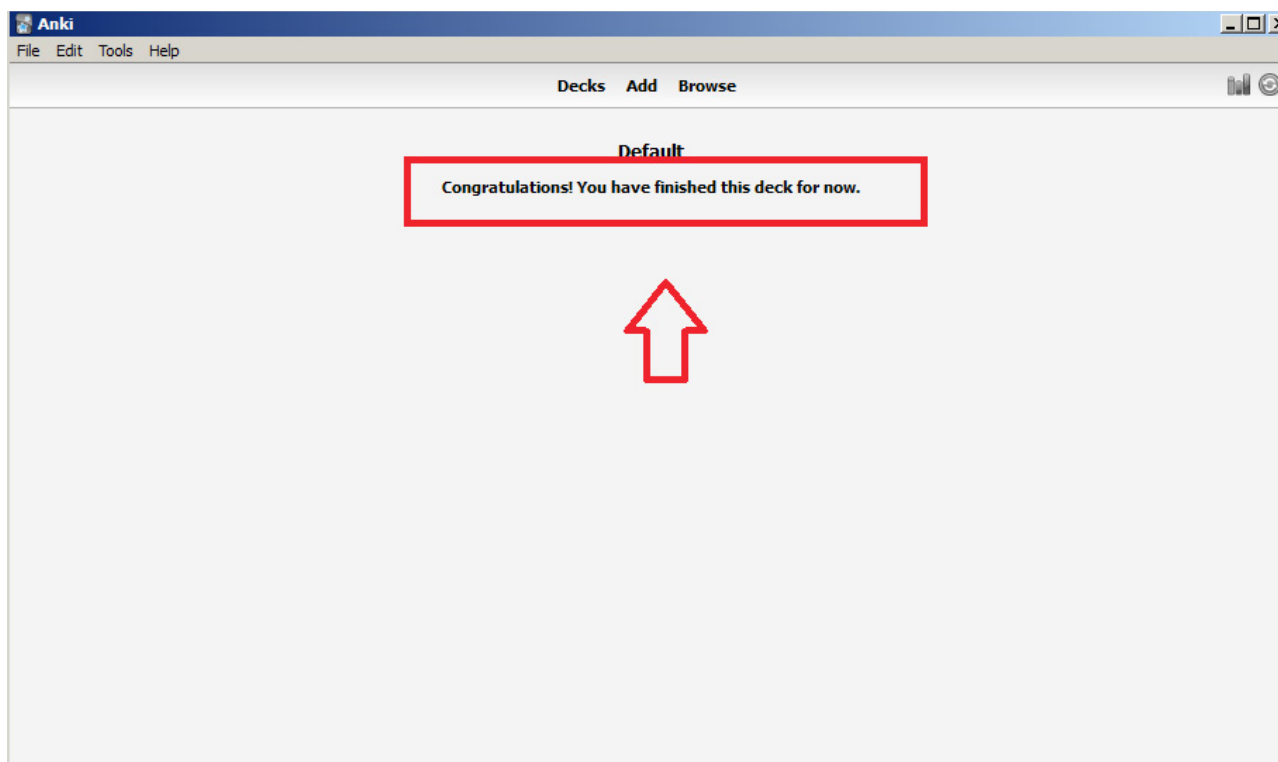 Anki
File Edit Tools Help
Decks Add Browse
Default
Congratulations! You have finished this deck for now.